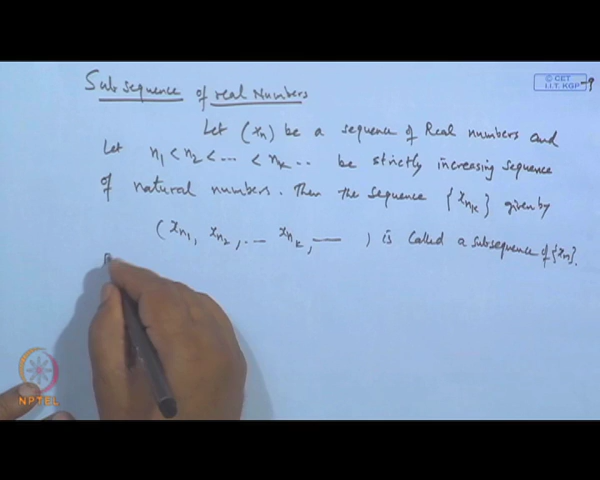 Subsequence of real Numbers
© CET
I.I.T. KGP
Let (xn) be a sequence of Real numbers and
Let n1 < n2 < ... < nk .. be strictly increasing sequence
of natural numbers. Then the sequence {xnk} given by
(xn1, xn2, ... xnk, — ) is called a subsequence of {xn}.
NPTEL